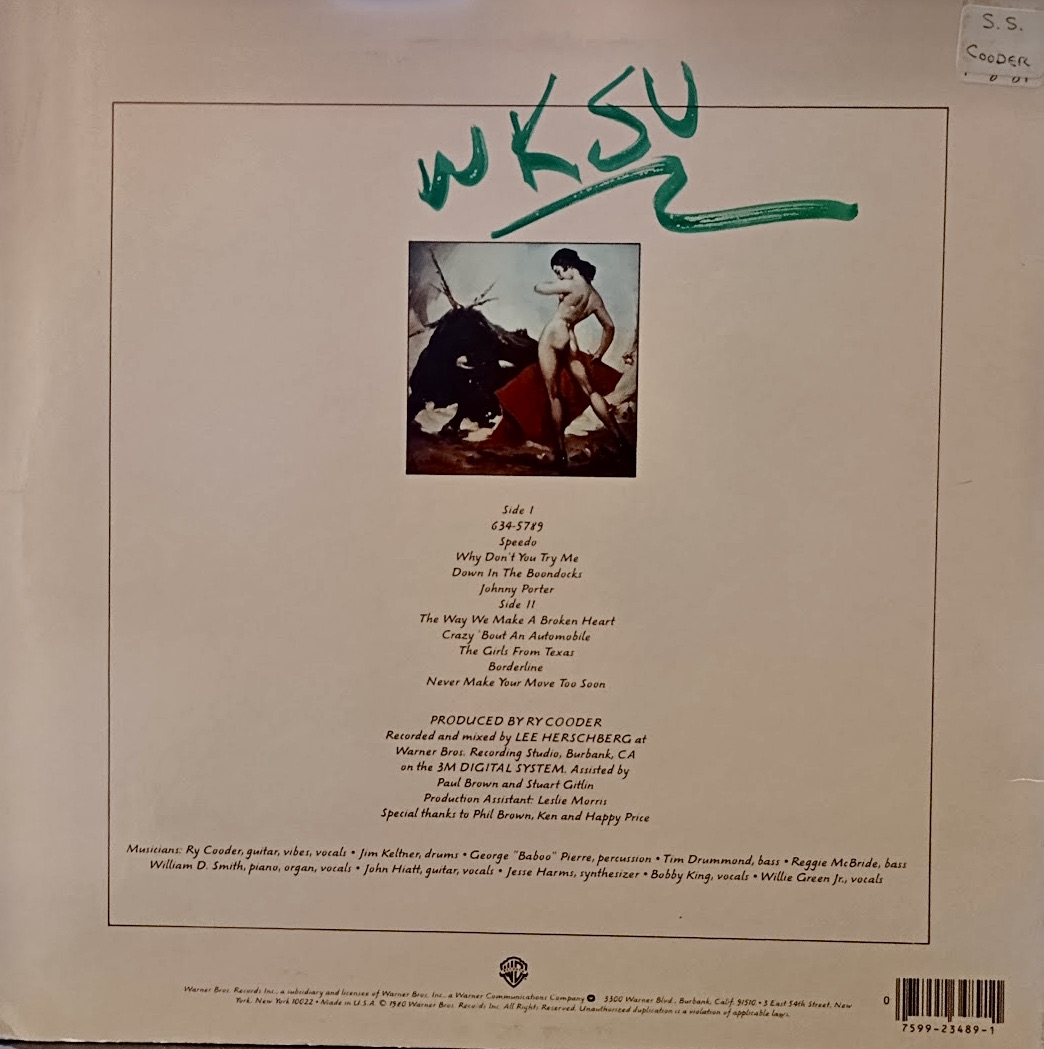 S. S.
COODER
WKSU
Side I
634-5789
Speedo
Why Don't You Try Me
Down In The Boondocks
Johnny Porter
Side II
The Way We Make A Broken Heart
Crazy 'Bout An Automobile
The Girls From Texas
Borderline
Never Make Your Move Too Soon
PRODUCED BY RY COODER
Recorded and mixed by LEE HERSCHBERG at
Warner Bros. Recording Studio, Burbank, CA
on the 3M DIGITAL SYSTEM. Assisted by
Paul Brown and Stuart Gitlin
Production Assistant: Leslie Morris
Special thanks to Phil Brown, Ken and Happy Price
Musicians: Ry Cooder, guitar, vibes, vocals • Jim Keltner, drums • George "Baboo" Pierre, percussion • Tim Drummond, bass • Reggie McBride, bass
William D. Smith, piano, organ, vocals • John Hiatt, guitar, vocals • Jesse Harms, synthesizer • Bobby King, vocals • Willie Green Jr., vocals
Warner Bros. Records Inc., a subsidiary and licensee of Warner Bros. Inc., a Warner Communications Company 3300 Warner Blvd., Burbank, Calif. 91510 • 3 East 54th Street, New
York, New York 10022 • Made in U.S.A. © 1980 Warner Bros. Records Inc. All Rights Reserved. Unauthorized duplication is a violation of applicable laws.
0
7599-23489-1